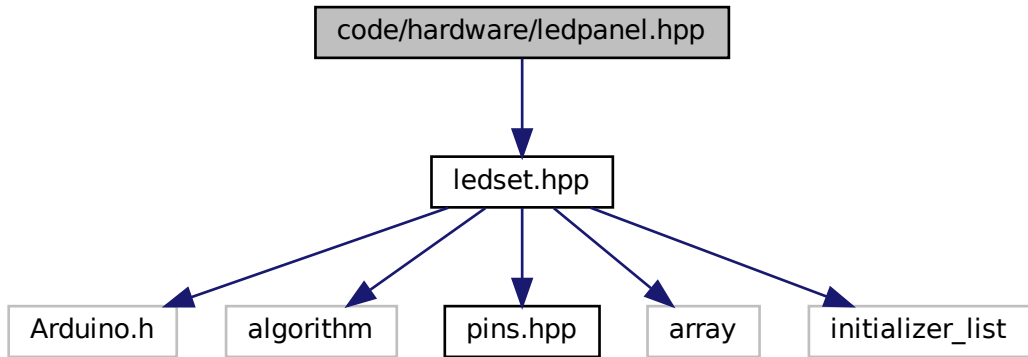 code/hardware/ledpanel.hpp
ledset.hpp
Arduino.h
algorithm
pins.hpp
array
initializer_list